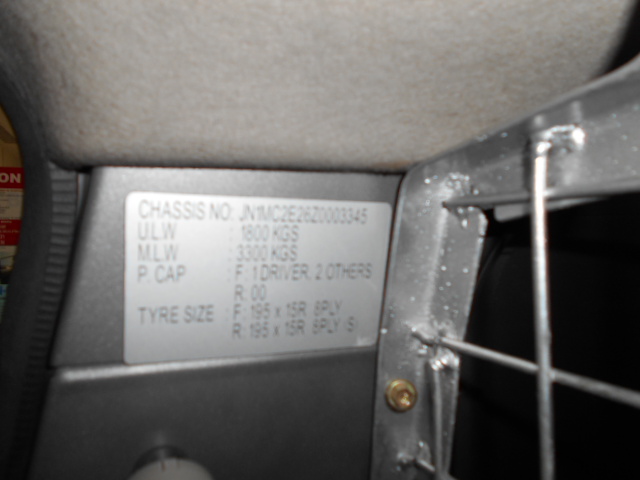 ON
CHASSIS NO: JN1MC2E26Z0003345
U.L.W : 1800 KGS
M.L.W : 3300 KGS
P. CAP F: 1 DRIVER, 2 OTHERS
R: 00
TYRE SIZE : F: 195 x 15R 8PLY
R: 195 x 15R 8PLY (S)